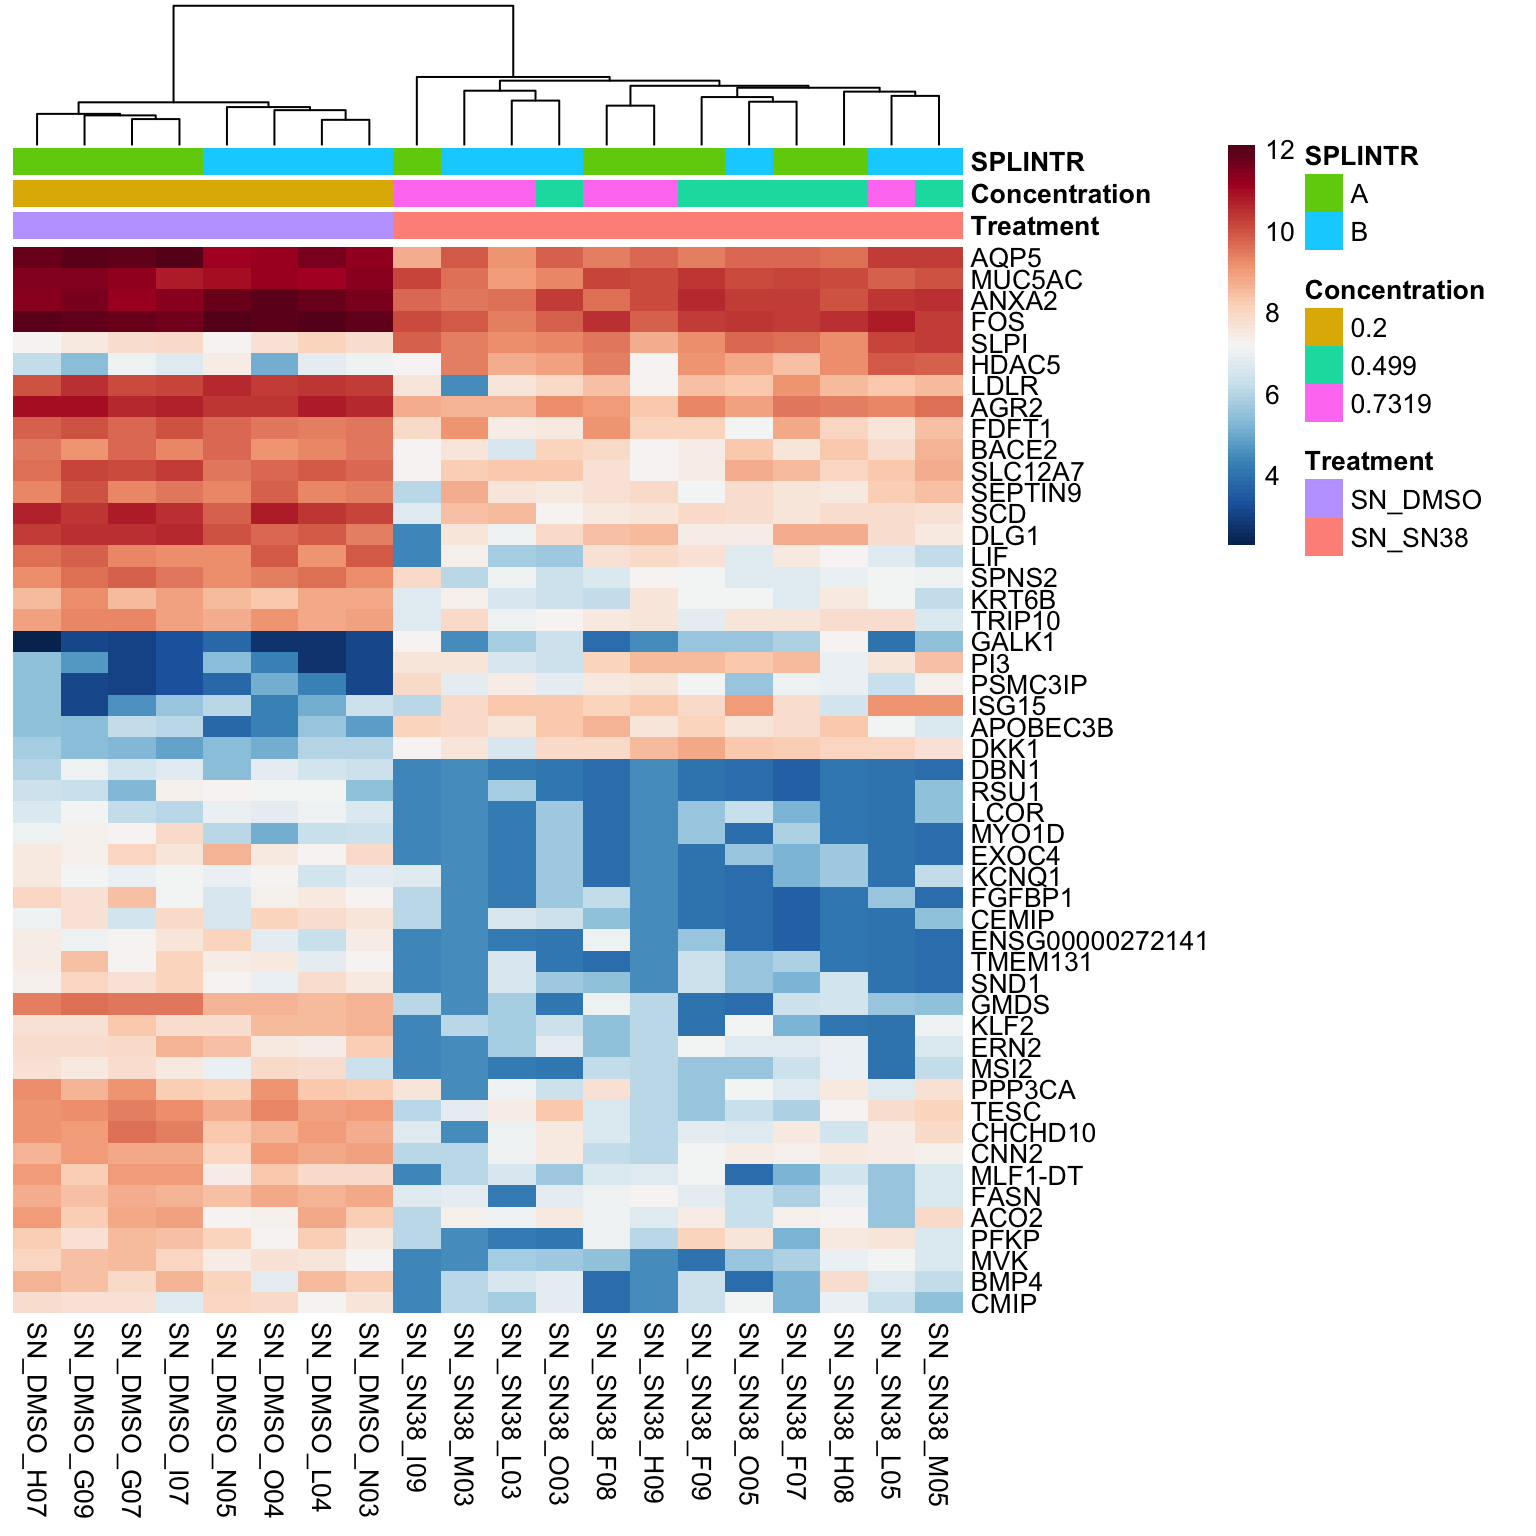 SPLINTR
Concentration
Treatment
AQP5
MUC5AC
ANXA2
FOS
SLPI
HDAC5
LDLR
AGR2
FDFT1
BACE2
SLC12A7
SEPTIN9
SCD
DLG1
LIF
SPNS2
KRT6B
TRIP10
GALK1
PI3
PSMC3IP
ISG15
APOBEC3B
DKK1
DBN1
RSU1
LCOR
MYO1D
EXOC4
KCNQ1
FGFBP1
CEMIP
ENSG00000272141
TMEM131
SND1
GMDS
KLF2
ERN2
MSI2
PPP3CA
TESC
CHCHD10
CNN2
MLF1-DT
FASN
ACO2
PFKP
MVK
BMP4
CMIP
SN_DMSO_H07
SN_DMSO_G09
SN_DMSO_G07
SN_DMSO_I07
SN_DMSO_N05
SN_DMSO_O04
SN_DMSO_L04
SN_DMSO_N03
SN_SN38_I09
SN_SN38_M03
SN_SN38_L03
SN_SN38_O03
SN_SN38_F08
SN_SN38_H09
SN_SN38_F09
SN_SN38_O05
SN_SN38_F07
SN_SN38_H08
SN_SN38_L05
SN_SN38_M05
12
10
8
6
4
SPLINTR
A
B
Concentration
0.2
0.499
0.7319
Treatment
SN_DMSO
SN_SN38